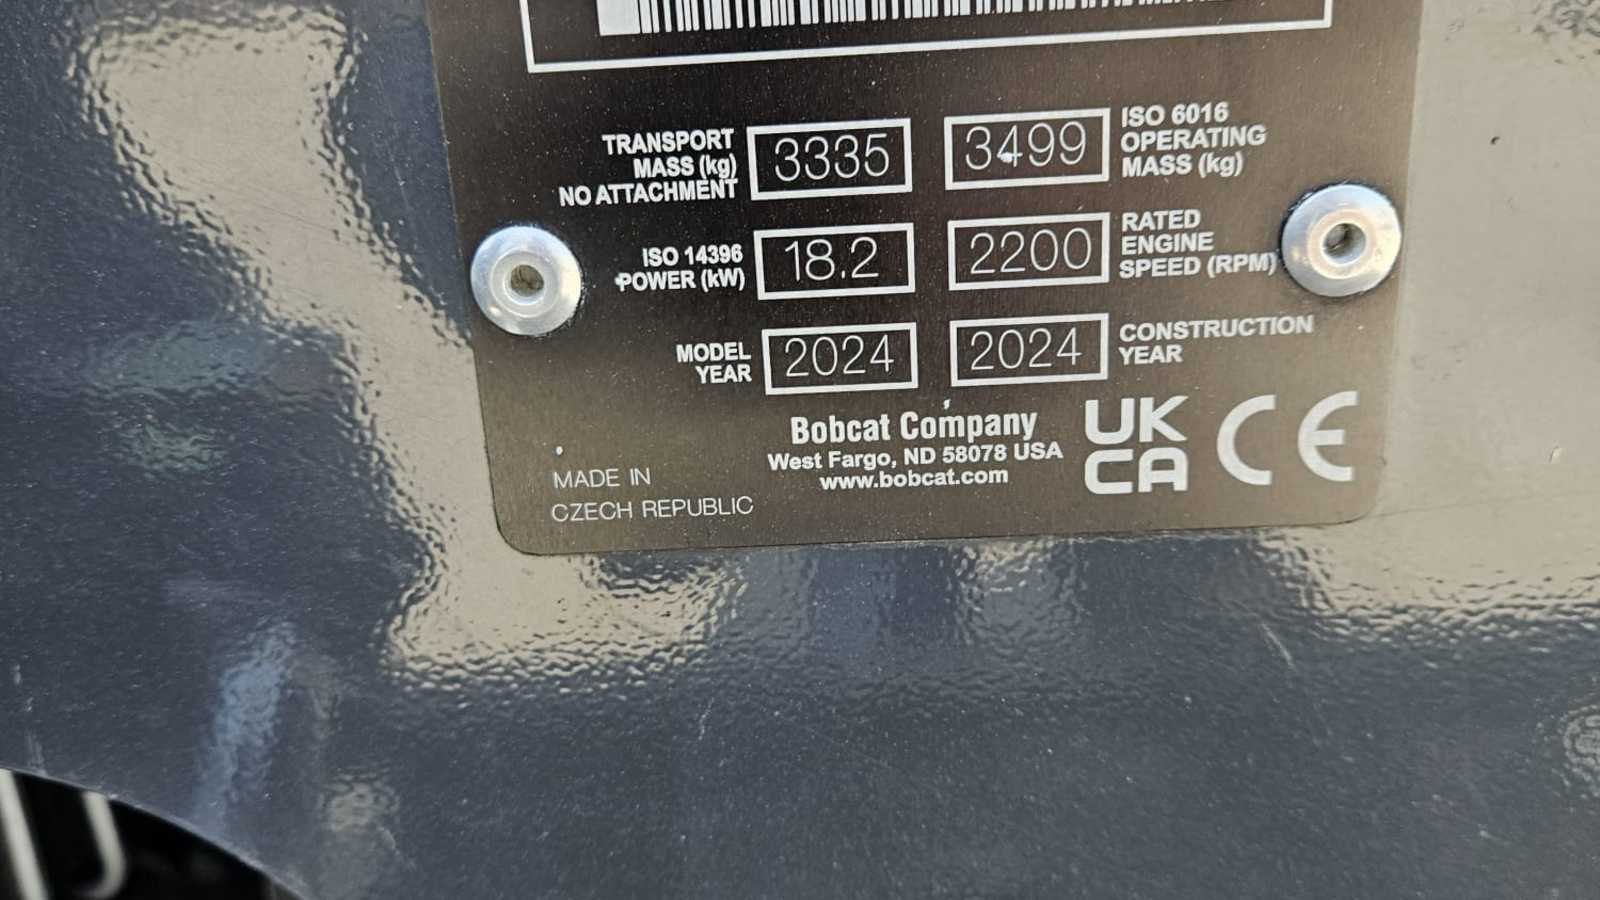 TRANSPORT
MASS (kg)
NO ATTACHMENT
3335
3499
ISO 6016
OPERATING
MASS (kg)
ISO 14396
POWER (kW)
18.2
2200
RATED
ENGINE
SPEED (RPM)
MODEL
YEAR
2024
2024
CONSTRUCTION
YEAR
Bobcat Company
West Fargo, ND 58078 USA
www.bobcat.com
UK
CA
CE
MADE IN
CZECH REPUBLIC